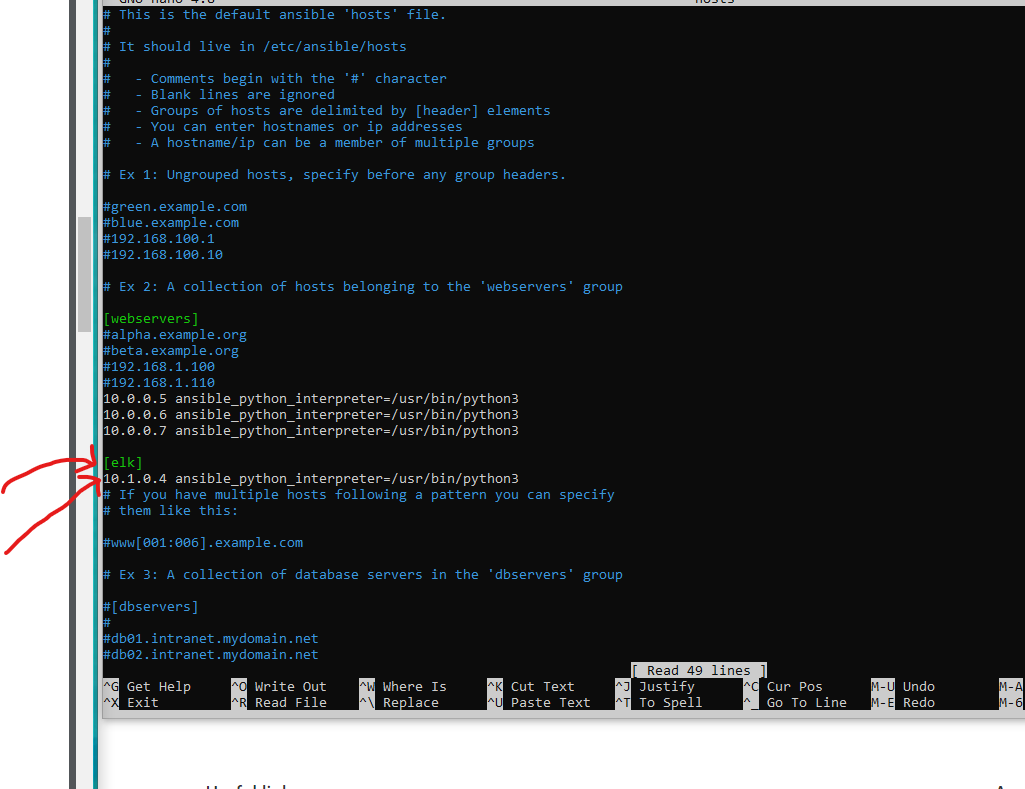 GNU nano 4.8 hosts
# This is the default ansible 'hosts' file.
#
# It should live in /etc/ansible/hosts
#
#   - Comments begin with the '#' character
#   - Blank lines are ignored
#   - Groups of hosts are delimited by [header] elements
#   - You can enter hostnames or ip addresses
#   - A hostname/ip can be a member of multiple groups
# Ex 1: Ungrouped hosts, specify before any group headers.
#green.example.com
#blue.example.com
#192.168.100.1
#192.168.100.10
# Ex 2: A collection of hosts belonging to the 'webservers' group
[webservers]
#alpha.example.org
#beta.example.org
#192.168.1.100
#192.168.1.110
10.0.0.5 ansible_python_interpreter=/usr/bin/python3
10.0.0.6 ansible_python_interpreter=/usr/bin/python3
10.0.0.7 ansible_python_interpreter=/usr/bin/python3
[elk]
10.1.0.4 ansible_python_interpreter=/usr/bin/python3
# If you have multiple hosts following a pattern you can specify
# them like this:
#www[001:006].example.com
# Ex 3: A collection of database servers in the 'dbservers' group
#[dbservers]
#
#db01.intranet.mydomain.net
#db02.intranet.mydomain.net
[ Read 49 lines ]
^G Get Help ^O Write Out ^W Where Is ^K Cut Text ^J Justify ^C Cur Pos M-U Undo M-A
^X Exit ^R Read File ^\ Replace ^U Paste Text ^T To Spell ^_ Go To Line M-E Redo M-6